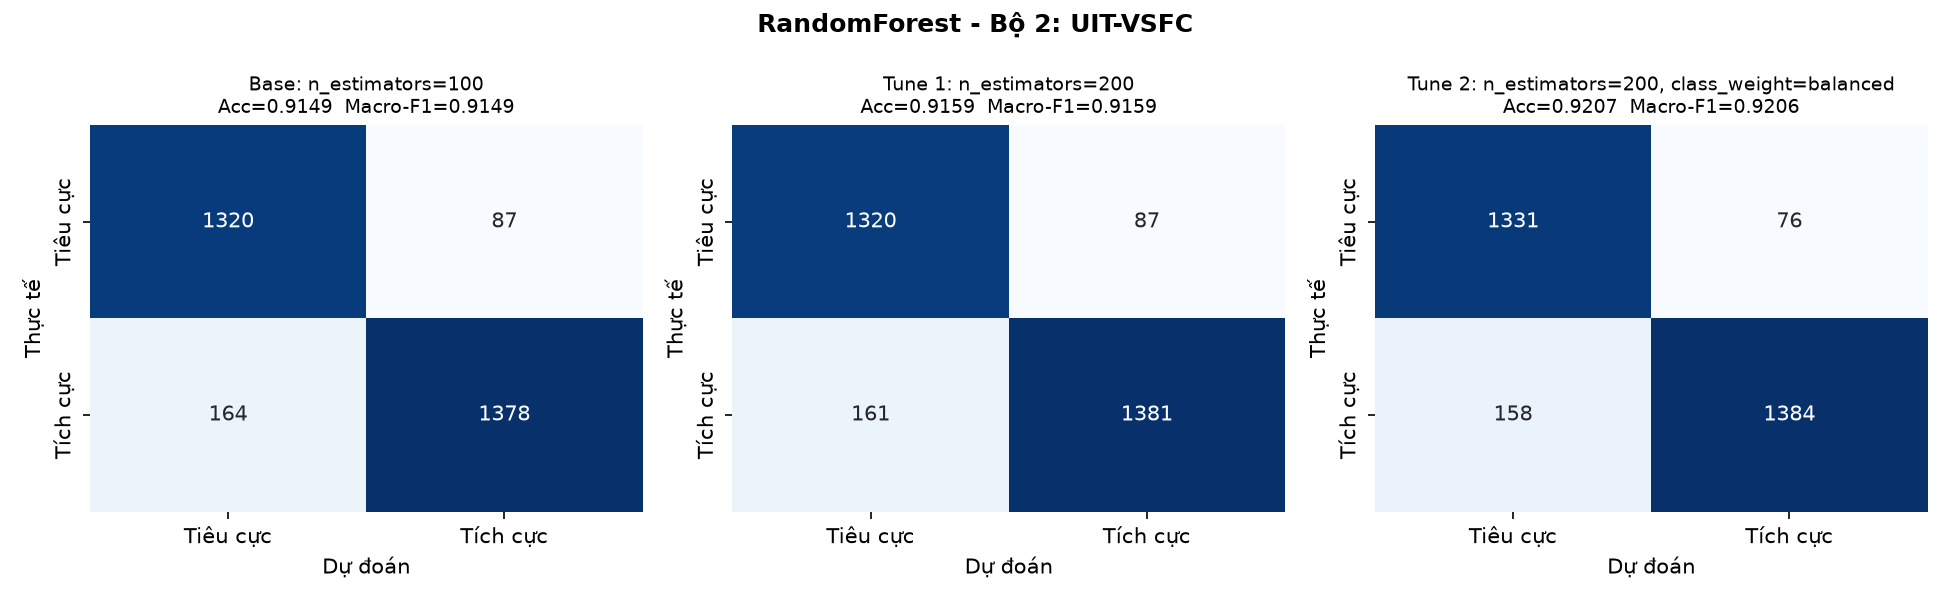 RandomForest - Bộ 2: UIT-VSFC
Base: n_estimators=100
Acc=0.9149  Macro-F1=0.9149
Thực tế
Tiêu cực
Tích cực
1320
87
164
1378
Tiêu cực
Tích cực
Dự đoán
Tune 1: n_estimators=200
Acc=0.9159  Macro-F1=0.9159
Thực tế
Tiêu cực
Tích cực
1320
87
161
1381
Tiêu cực
Tích cực
Dự đoán
Tune 2: n_estimators=200, class_weight=balanced
Acc=0.9207  Macro-F1=0.9206
Thực tế
Tiêu cực
Tích cực
1331
76
158
1384
Tiêu cực
Tích cực
Dự đoán